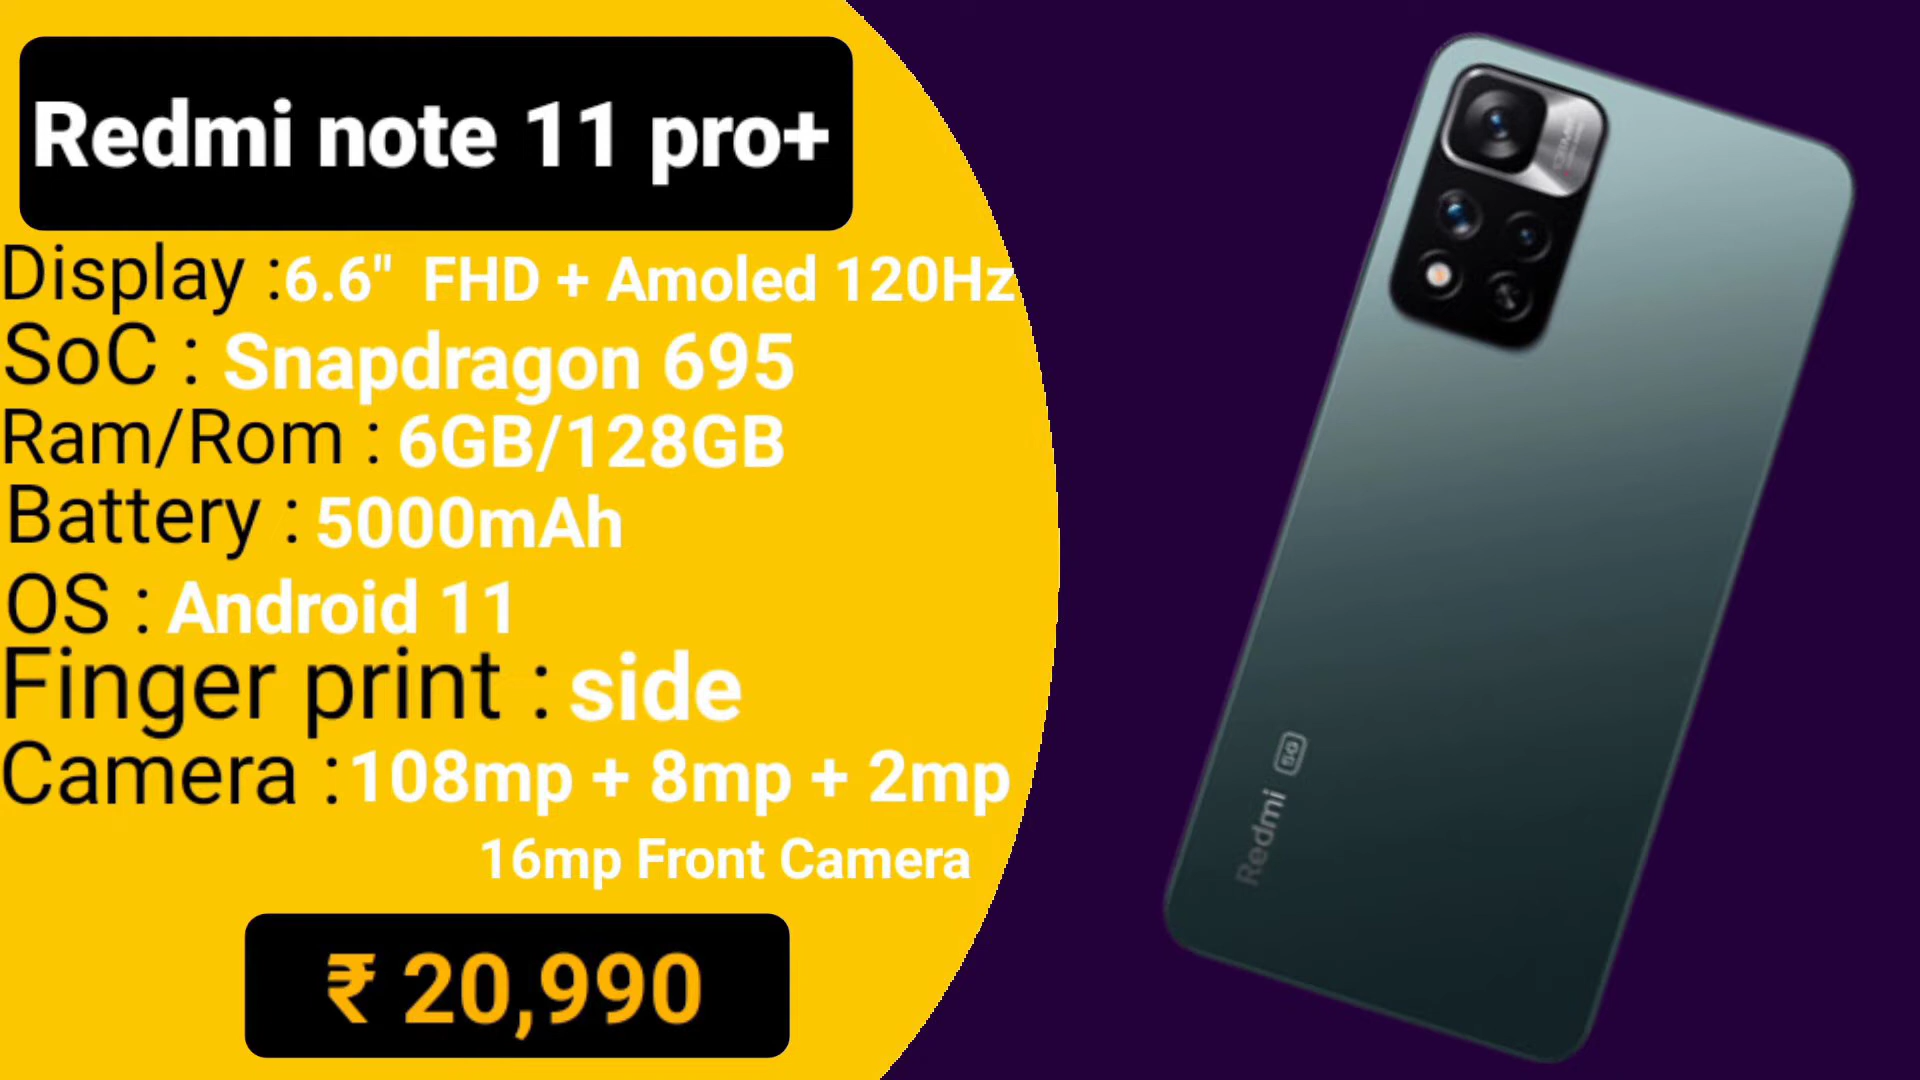 Redmi note 11 pro+
Display :6.6" FHD + Amoled 120Hz
SoC : Snapdragon 695
Ram/Rom : 6GB/128GB
Battery : 5000mAh
OS : Android 11
Finger print : side
Camera :108mp + 8mp + 2mp
16mp Front Camera
₹ 20,990
Redmi 5G